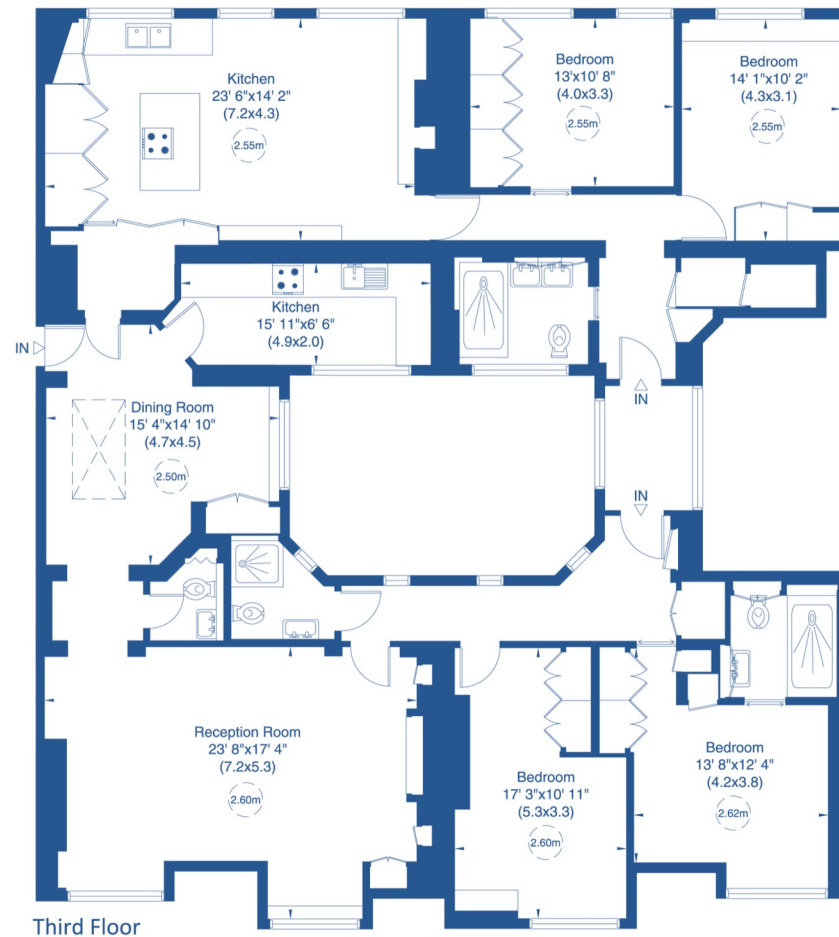 Kitchen
23' 6"x14' 2"
(7.2x4.3)
2.55m
Bedroom
13'x10' 8"
(4.0x3.3)
2.55m
Bedroom
14' 1"x10' 2"
(4.3x3.1)
2.55m
Kitchen
15' 11"x6' 6"
(4.9x2.0)
IN
Dining Room
15' 4"x14' 10"
(4.7x4.5)
2.50m
IN
IN
Reception Room
23' 8"x17' 4"
(7.2x5.3)
2.60m
Bedroom
17' 3"x10' 11"
(5.3x3.3)
2.60m
Bedroom
13' 8"x12' 4"
(4.2x3.8)
2.62m
Third Floor